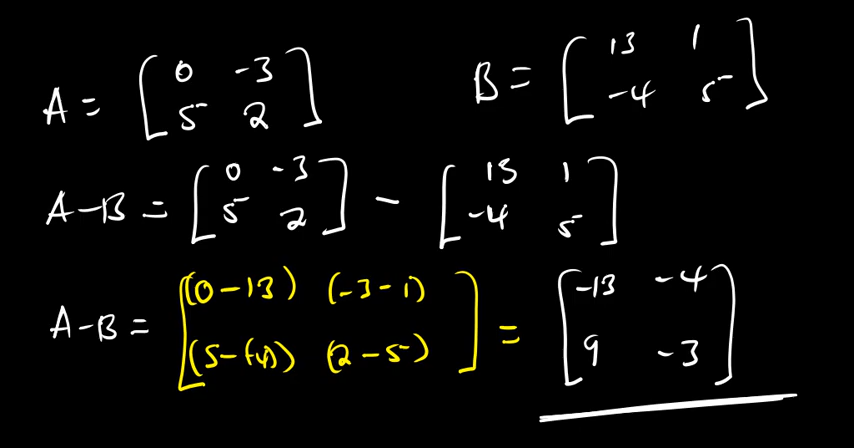 A = [ 0 -3 ; 5 2 ] B = [ 13 1 ; -4 5 ]
A-B = [ 0 -3 ; 5 2 ] - [ 13 1 ; -4 5 ]
A-B = [ (0-13) (-3-1) ; (5-(-4)) (2-5) ] = [ -13 -4 ; 9 -3 ]